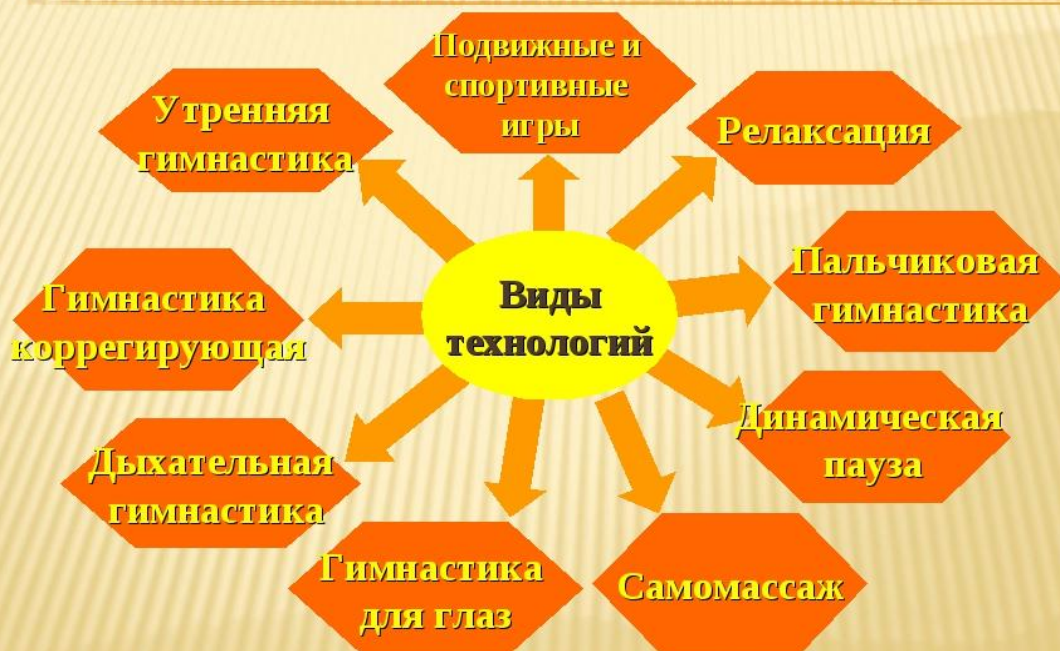 Подвижные и
спортивные
игры
Утренняя
гимнастика
Релаксация
Пальчиковая
гимнастика
Виды
технологий
Гимнастика
коррегирующая
Динамическая
пауза
Дыхательная
гимнастика
Гимнастика
для глаз
Самомассаж